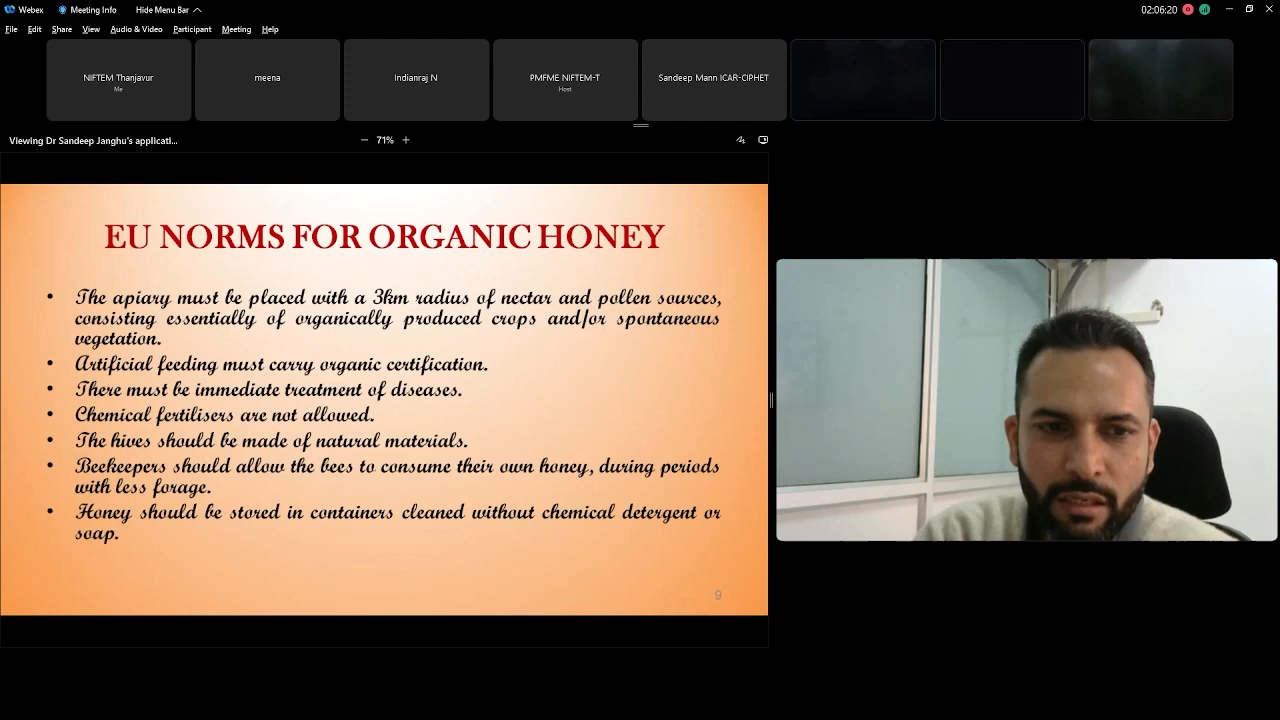 Webex
Meeting Info
Hide Menu Bar
02:06:20
File Edit Share View Audio & Video Participant Meeting Help
NIFTEM Thanjavur
Me
meena
Indianraj N
PMFME NIFTEM-T
Host
Sandeep Mann ICAR-CIPHET
Viewing Dr Sandeep Janghu's applicati...
71%
EU NORMS FOR ORGANIC HONEY
• The apiary must be placed with a 3km radius of nectar and pollen sources,
consisting essentially of organically produced crops and/or spontaneous
vegetation.
• Artificial feeding must carry organic certification.
• There must be immediate treatment of diseases.
• Chemical fertilisers are not allowed.
• The hives should be made of natural materials.
• Beekeepers should allow the bees to consume their own honey, during periods
with less forage.
• Honey should be stored in containers cleaned without chemical detergent or
soap.
9